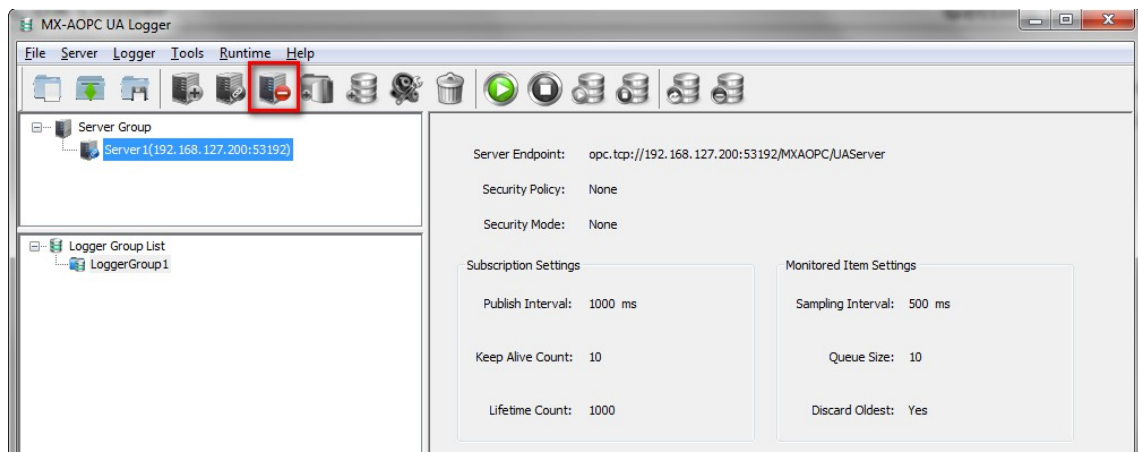 MX-AOPC UA Logger
File Server Logger Tools Runtime Help
Server Group
Server1(192.168.127.200:53192)
Logger Group List
LoggerGroup1
Server Endpoint: opc.tcp://192.168.127.200:53192/MXAOPC/UAServer
Security Policy: None
Security Mode: None
Subscription Settings
Publish Interval: 1000 ms
Keep Alive Count: 10
Lifetime Count: 1000
Monitored Item Settings
Sampling Interval: 500 ms
Queue Size: 10
Discard Oldest: Yes